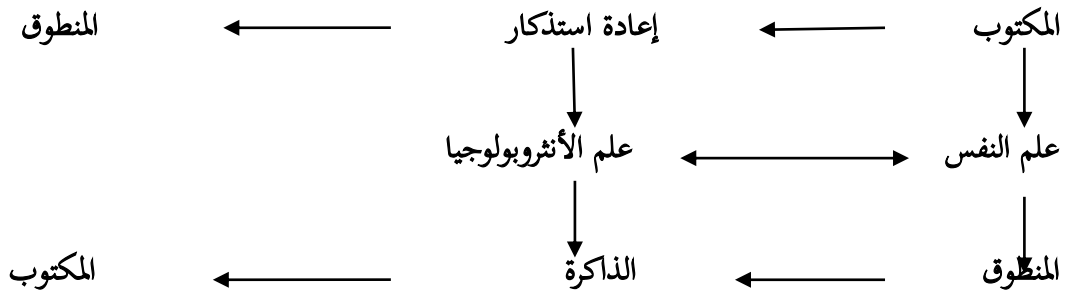 المكتوب إعادة استذكار المنطوق
علم النفس علم الأنثروبولوجيا
المنطوق الذاكرة المكتوب